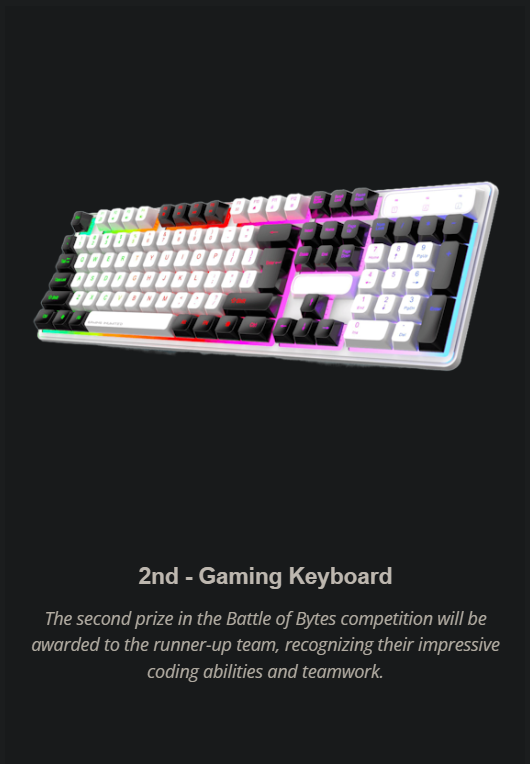 2nd - Gaming Keyboard
The second prize in the Battle of Bytes competition will be
awarded to the runner-up team, recognizing their impressive
coding abilities and teamwork.